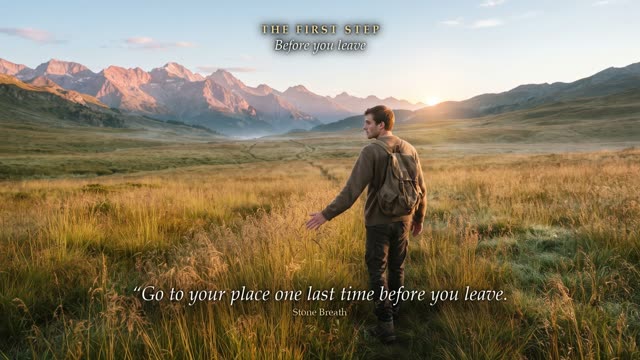 THE FIRST STEP
Before you leave
“Go to your place one last time before you leave.
Stone Breath